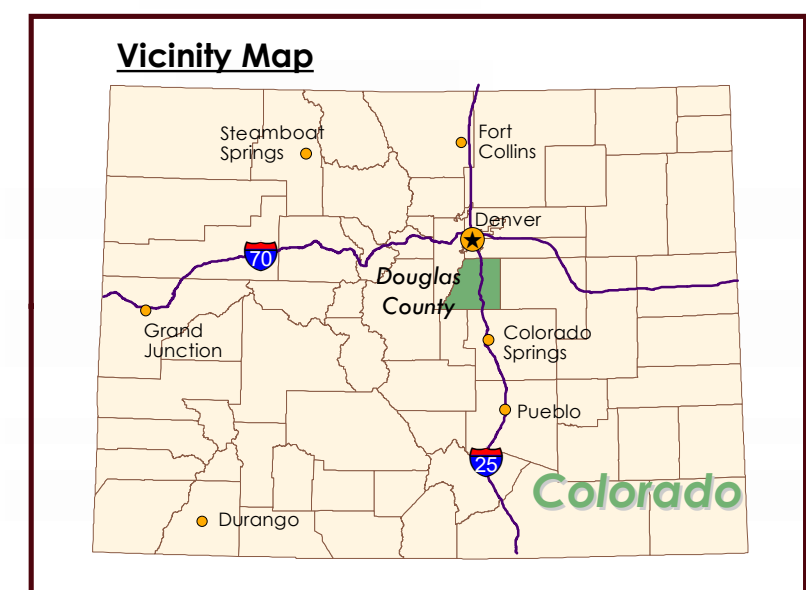 Vicinity Map
Steamboat
Springs
Fort
Collins
Denver
70
Douglas
County
Grand
Junction
Colorado
Springs
Pueblo
25
Colorado
Durango